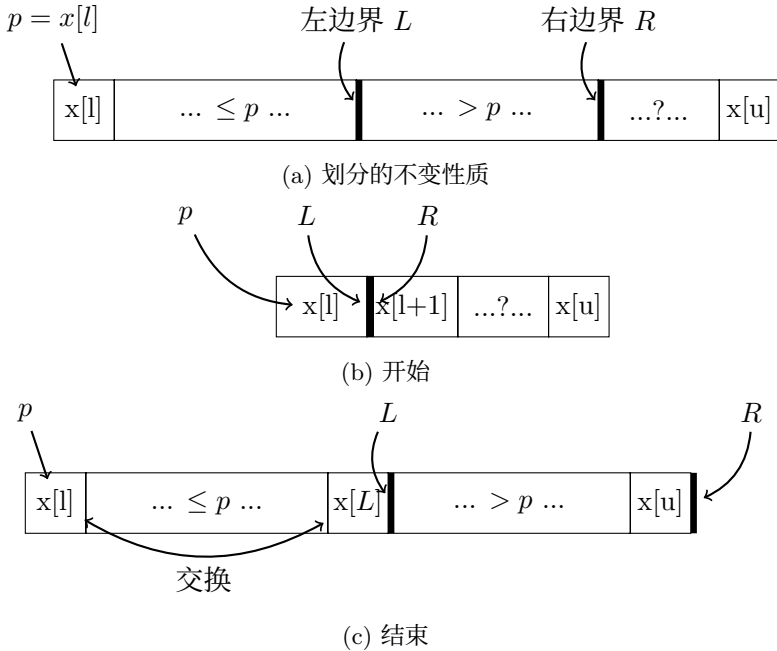 p = x[l] 左边界 L 右边界 R
x[l] ... ≤ p ... ... > p ... ...?... x[u]
(a) 划分的不变性质
p L R
x[l] x[l+1] ...?... x[u]
(b) 开始
p L R
x[l] ... ≤ p ... x[L] ... > p ... x[u]
交换
(c) 结束